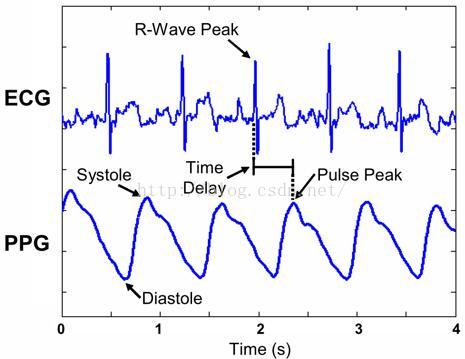 R-Wave Peak
ECG
Systole
Time
Delay
Pulse Peak
PPG
Diastole
0 1 2 3 4
Time (s)